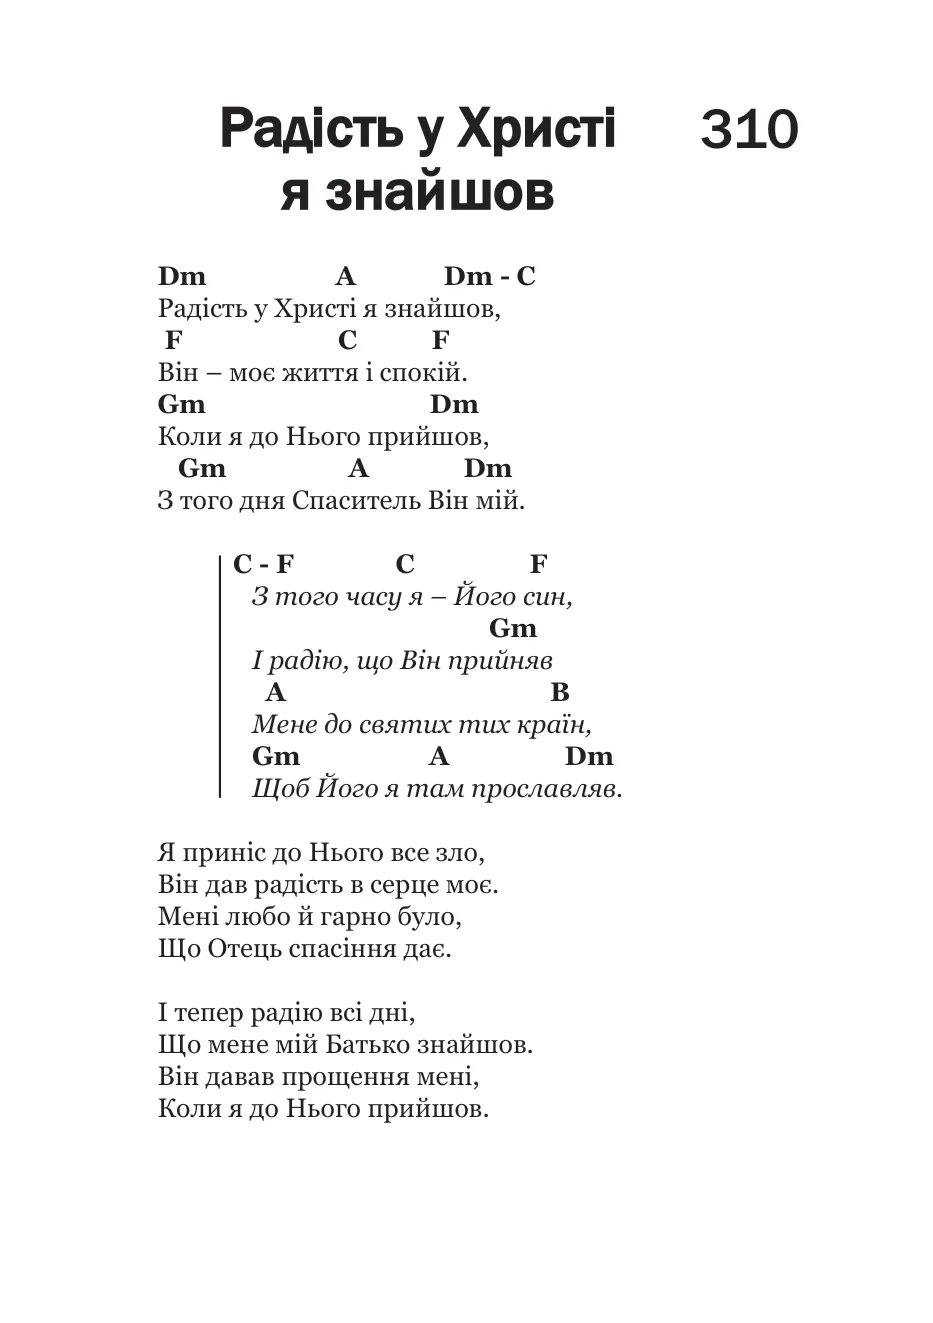 Радість у Христі 310
я знайшов
Dm A Dm - C
Радість у Христі я знайшов,
F C F
Він – моє життя і спокій.
Gm Dm
Коли я до Нього прийшов,
Gm A Dm
З того дня Спаситель Він мій.
C - F C F
З того часу я – Його син,
Gm
І радію, що Він прийняв
A B
Мене до святих тих країн,
Gm A Dm
Щоб Його я там прославляв.
Я приніс до Нього все зло,
Він дав радість в серце моє.
Мені любо й гарно було,
Що Отець спасіння дає.
І тепер радію всі дні,
Що мене мій Батько знайшов.
Він давав прощення мені,
Коли я до Нього прийшов.